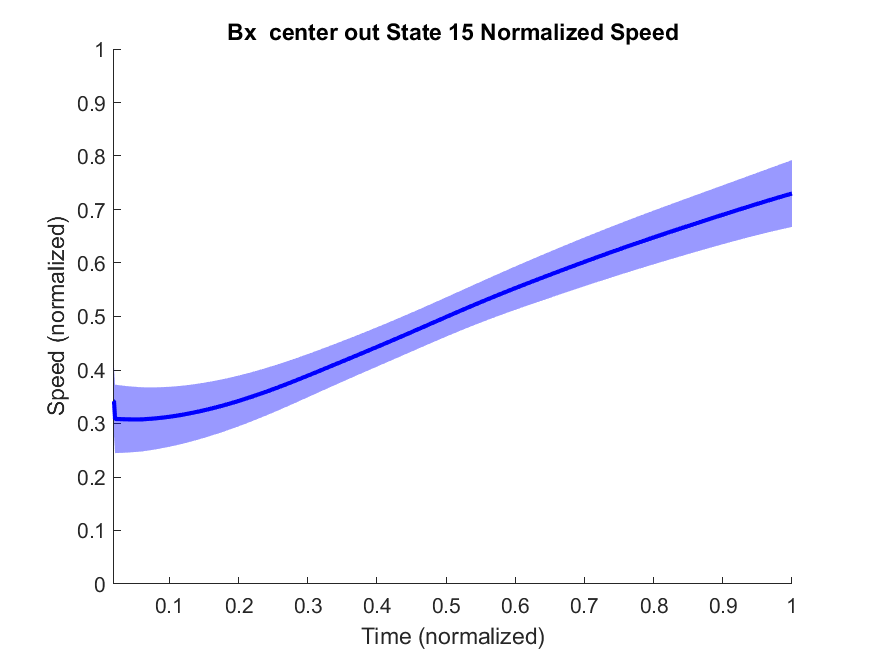 Bx  center out State 15 Normalized Speed
1
0.9
0.8
0.7
0.6
0.5
0.4
0.3
0.2
0.1
0
Speed (normalized)
0.1 0.2 0.3 0.4 0.5 0.6 0.7 0.8 0.9 1
Time (normalized)